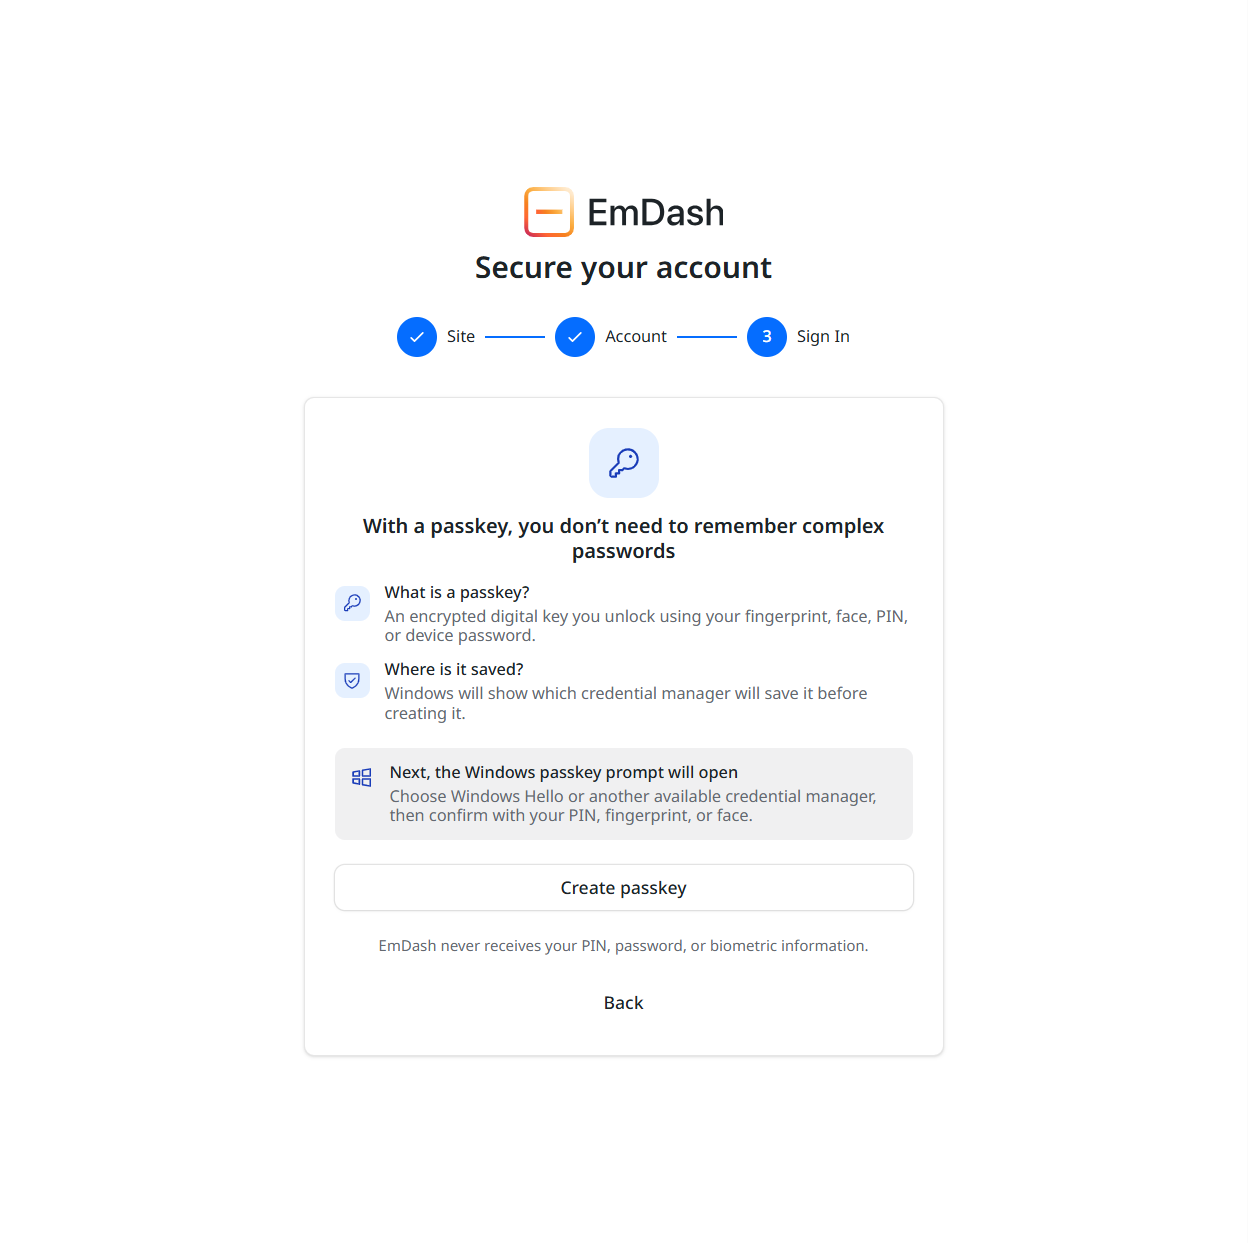 EmDash
Secure your account
Site
Account
3 Sign In
With a passkey, you don’t need to remember complex
passwords
What is a passkey?
An encrypted digital key you unlock using your fingerprint, face, PIN,
or device password.
Where is it saved?
Windows will show which credential manager will save it before
creating it.
Next, the Windows passkey prompt will open
Choose Windows Hello or another available credential manager,
then confirm with your PIN, fingerprint, or face.
Create passkey
EmDash never receives your PIN, password, or biometric information.
Back